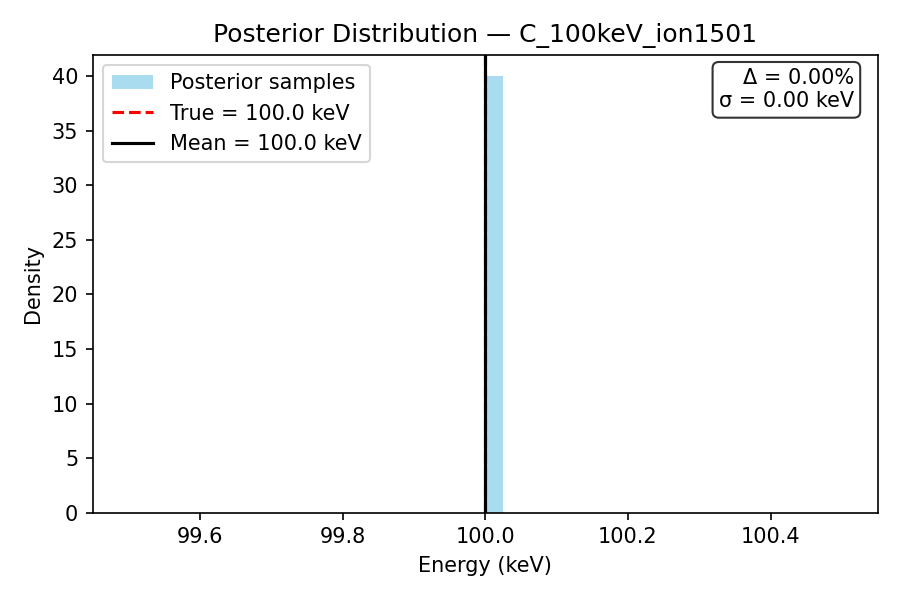 Posterior Distribution — C_100keV_ion1501
Posterior samples
True = 100.0 keV
Mean = 100.0 keV
Δ = 0.00%
σ = 0.00 keV
Density
40
35
30
25
20
15
10
5
0
99.6 99.8 100.0 100.2 100.4
Energy (keV)